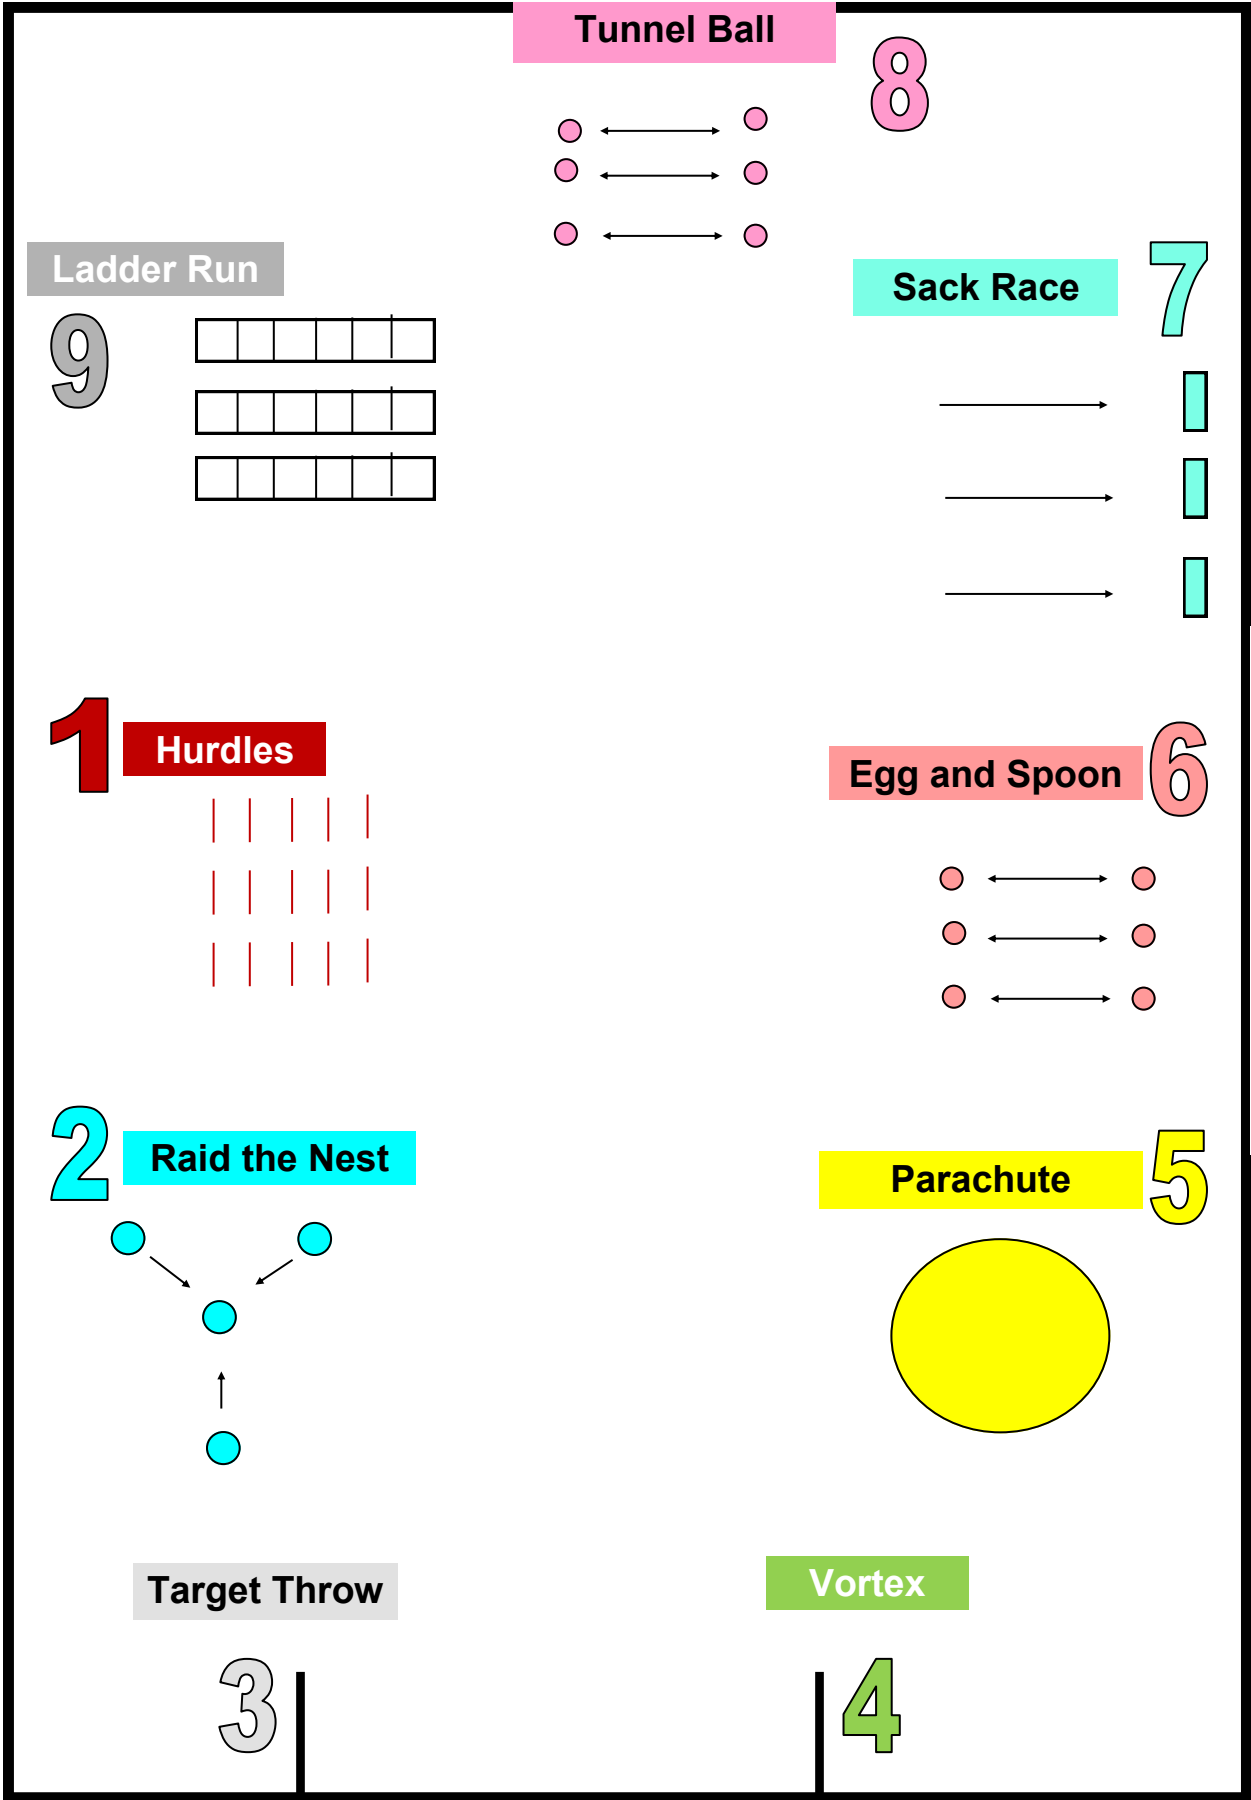 Tunnel Ball
8
Ladder Run
9
Sack Race
7
1
Hurdles
Egg and Spoon
6
2
Raid the Nest
Parachute
5
Target Throw
3
Vortex
4